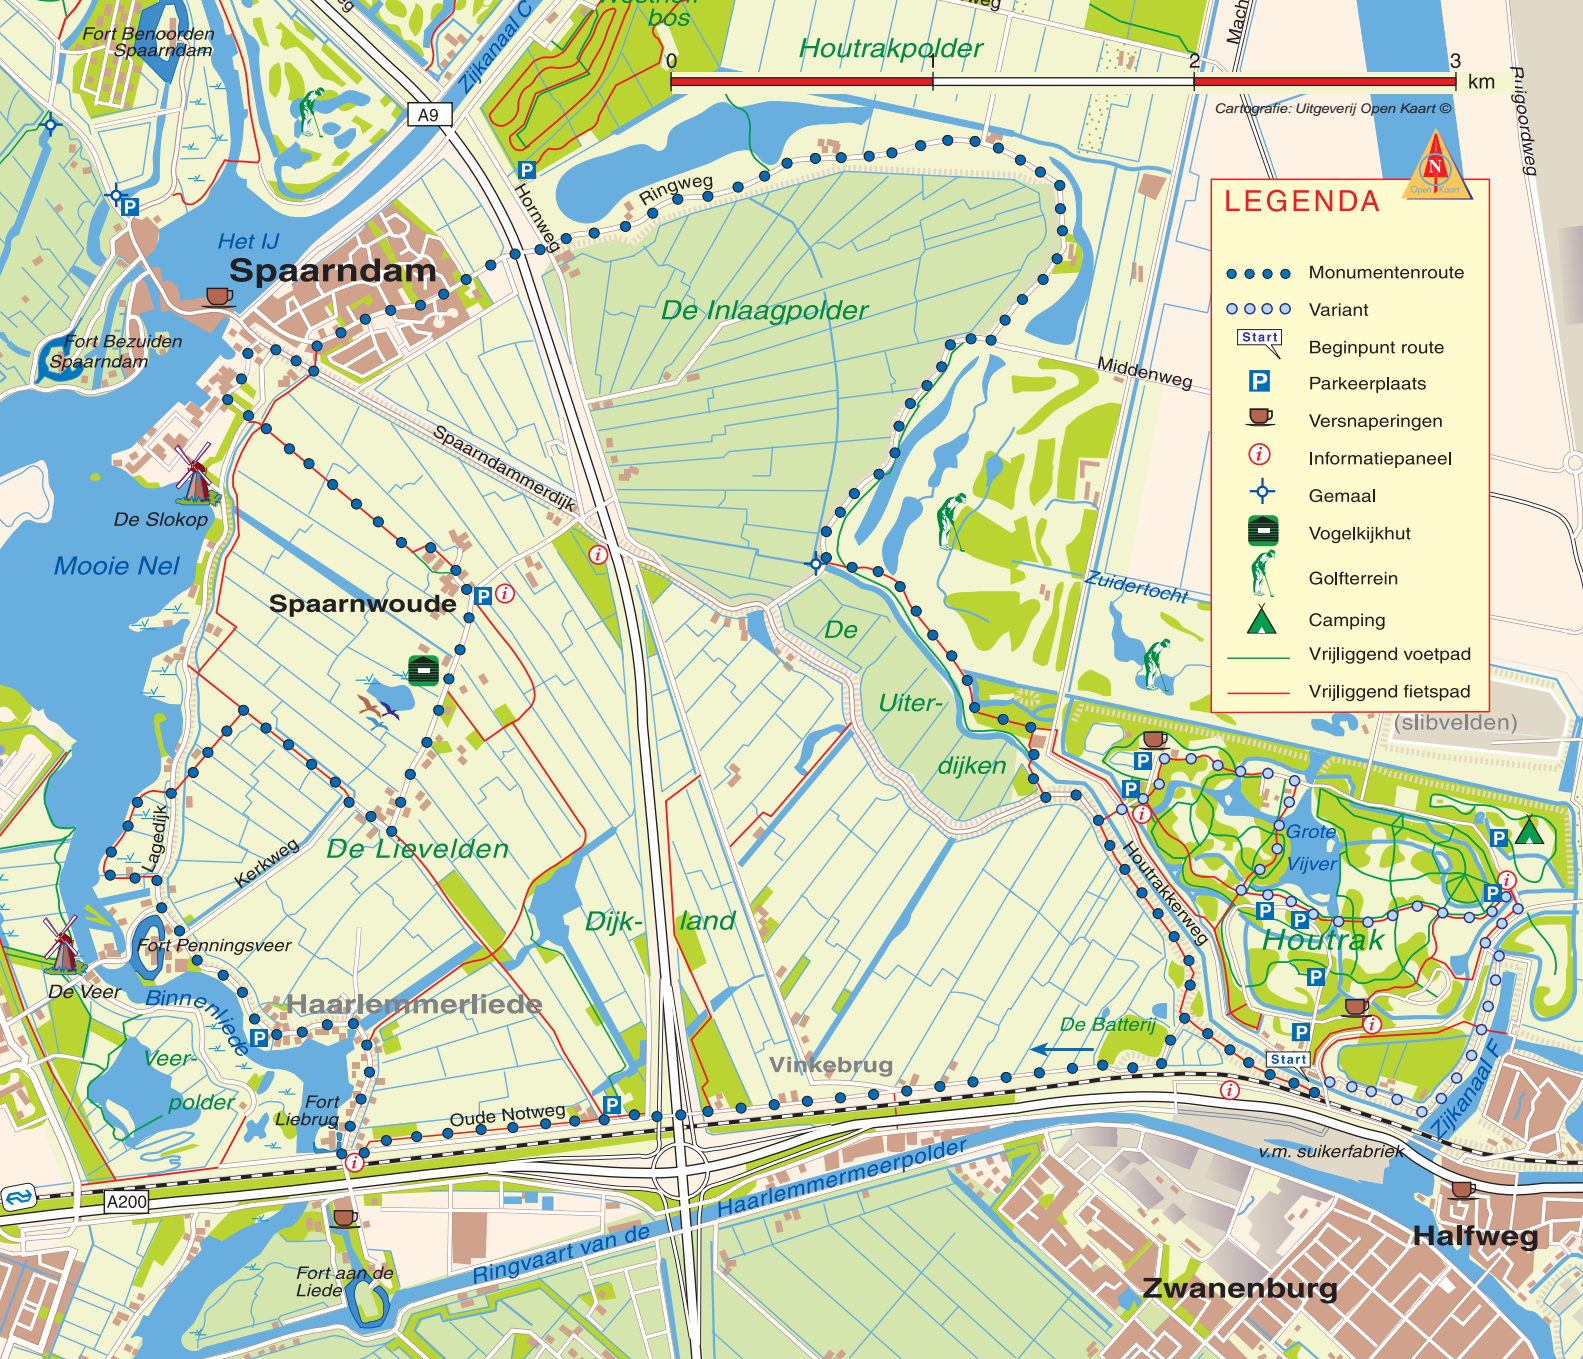 bos
Houtrakpolder
0
1
2
3
km
Cartografie: Uitgeverij Open Kaart ©
Ruigoordweg
Mach
weg
Fort Benoorden
Spaarndam
Zijkanaal C
A9
P
P
Hornweg
Ringweg
Het IJ
Spaarndam
Fort Bezuiden
Spaarndam
De Inlaagpolder
Middenweg
N
Open Kaart
LEGENDA
Monumentenroute
Variant
Start
Beginpunt route
P
Parkeerplaats
Versnaperingen
i
Informatiepaneel
Gemaal
Vogelkijkhut
Golfterrein
Camping
Vrijliggend voetpad
Vrijliggend fietspad
(slibvelden)
Spaarndammerdijk
De Slokop
Mooie Nel
Spaarnwoude
P
i
i
Zuidertocht
De
Uiter-
dijken
P
P
i
Grote
Vijver
P
P
i
P
P
Houtrak
P
Houtrakkerweg
Lagedijk
Kerkweg
De Lievelden
Dijk-
land
Fort Penningsveer
De Veer
Binnenliede
Haarlemmerliede
P
Veer-
polder
Fort
Liebrug
Oude Notweg
P
Vinkebrug
De Batterij
P
i
Start
i
Zijkanaal F
i
A200
v.m. suikerfabriek
Haarlemmermeerpolder
Ringvaart van de
Fort aan de
Liede
Halfweg
Zwanenburg